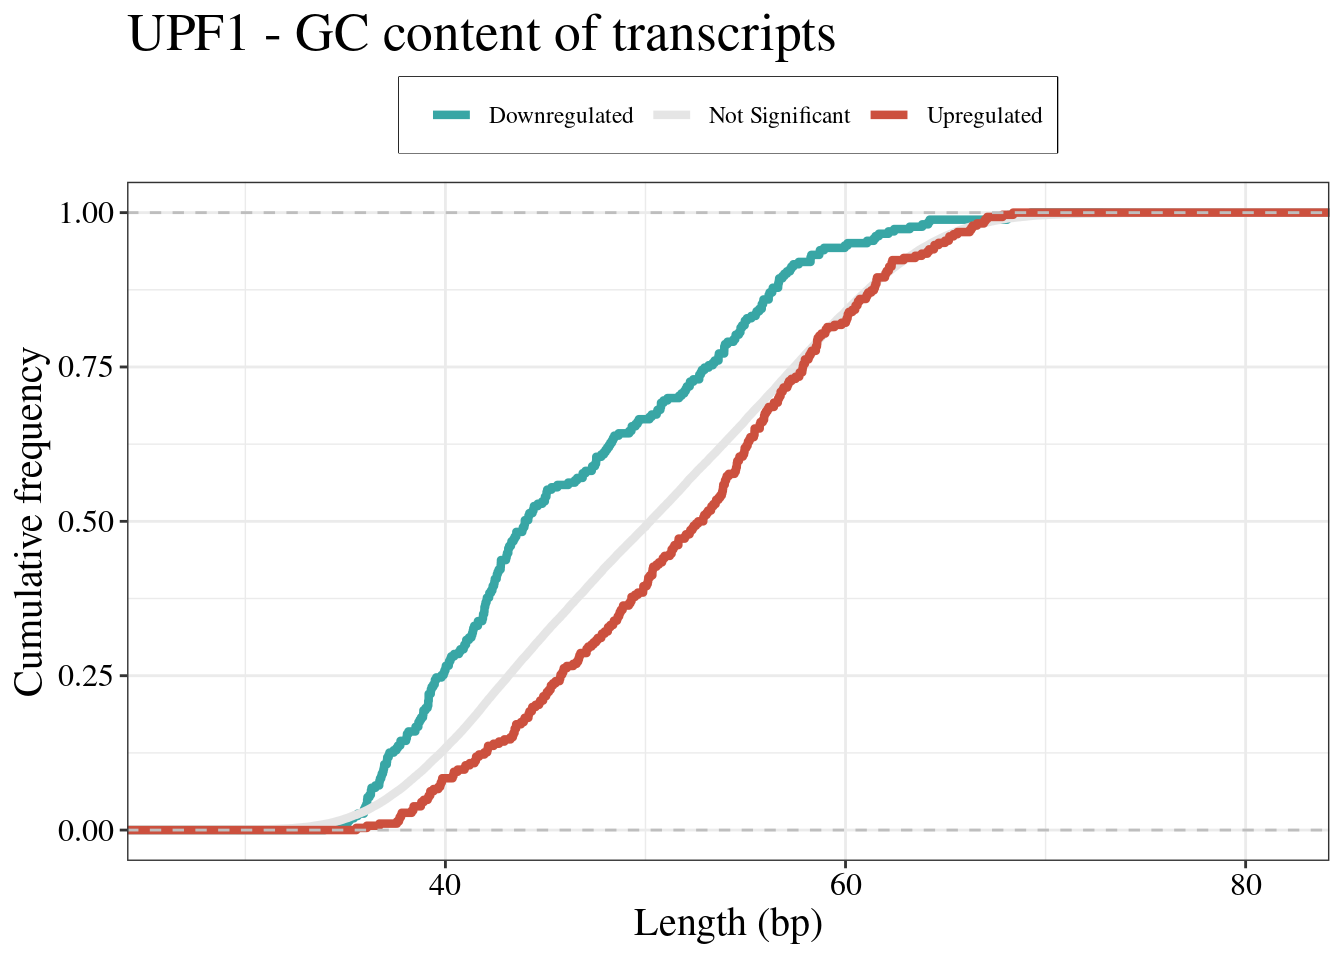 UPF1 - GC content of transcripts
Downregulated Not Significant Upregulated
1.00
0.75
0.50
0.25
0.00
Cumulative frequency
40 60 80
Length (bp)